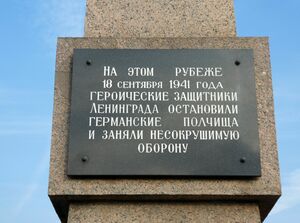 НА ЭТОМ РУБЕЖЕ
18 СЕНТЯБРЯ 1941 ГОДА
ГЕРОИЧЕСКИЕ ЗАЩИТНИКИ
ЛЕНИНГРАДА ОСТАНОВИЛИ
ГЕРМАНСКИЕ ПОЛЧИЩА
И ЗАНЯЛИ НЕСОКРУШИМУЮ
ОБОРОНУ